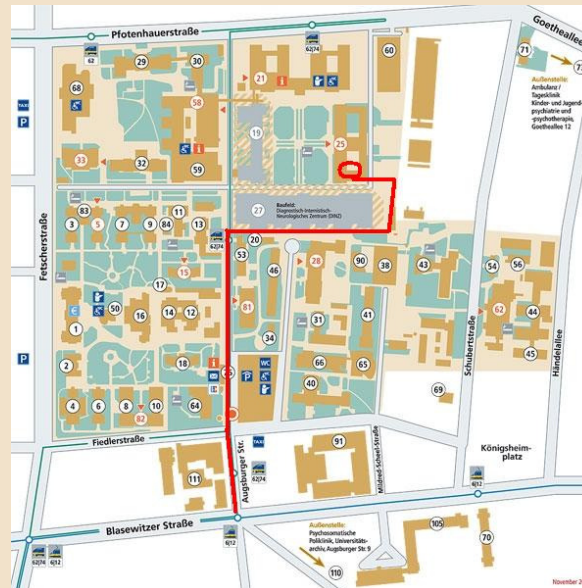 Pfotenhauerstraße
Goetheallee
62
62|74
TAXI
P
29
30
68
58
21
i
60
71
Außenstelle:
Ambulanz /
Tagesklinik
Kinder- und Jugend-
psychiatrie und
-psychotherapie,
Goetheallee 12
19
25
33
32
59
i
Fetscherstraße
27
Baufeld:
Diagnostisch-Internistisch-
Neurologisches Zentrum (DINZ)
83
11
3
5
7
9
84
13
62|74
20
53
46
28
90
38
43
54
56
15
17
50
16
14
12
81
34
31
41
62
44
45
Schubertstraße
Händelallee
1
2
P
18
i
WC
P
66
65
40
69
4
6
8
10
82
64
Fiedlerstraße
TAXI
Augsburger Str.
62|74
91
Mildred-Scheel-Straße
Königsheim-
platz
111
6|12
Blasewitzer Straße
62|74
6|12
6|12
Außenstelle:
Psychosomatische
Poliklinik, Universitäts-
archiv, Augsburger Str. 9
105
70
110